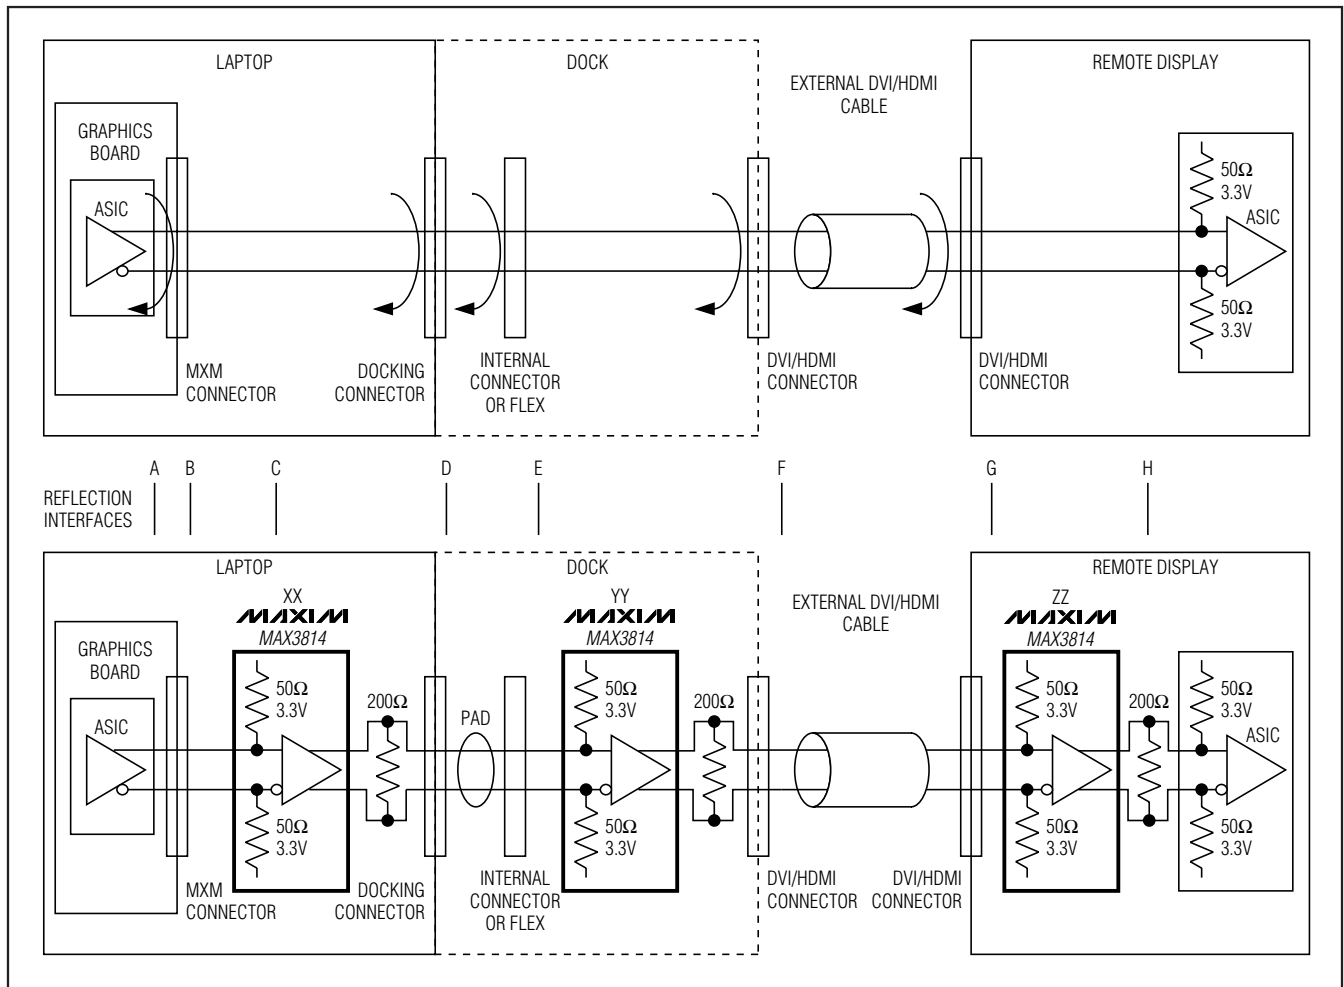 LAPTOP
DOCK
EXTERNAL DVI/HDMI
CABLE
REMOTE DISPLAY
GRAPHICS
BOARD
ASIC
50Ω
3.3V
ASIC
50Ω
3.3V
MXM
CONNECTOR
DOCKING
CONNECTOR
INTERNAL
CONNECTOR
OR FLEX
DVI/HDMI
CONNECTOR
DVI/HDMI
CONNECTOR
REFLECTION
INTERFACES
A
B
C
D
E
F
G
H
LAPTOP
DOCK
EXTERNAL DVI/HDMI
CABLE
REMOTE DISPLAY
XX
MAXIM
MAX3814
YY
MAXIM
MAX3814
ZZ
MAXIM
MAX3814
GRAPHICS
BOARD
ASIC
50Ω
3.3V
200Ω
PAD
50Ω
3.3V
200Ω
50Ω
3.3V
200Ω
50Ω
3.3V
ASIC
50Ω
3.3V
50Ω
3.3V
50Ω
3.3V
50Ω
3.3V
MXM
CONNECTOR
DOCKING
CONNECTOR
INTERNAL
CONNECTOR
OR FLEX
DVI/HDMI
CONNECTOR
DVI/HDMI
CONNECTOR